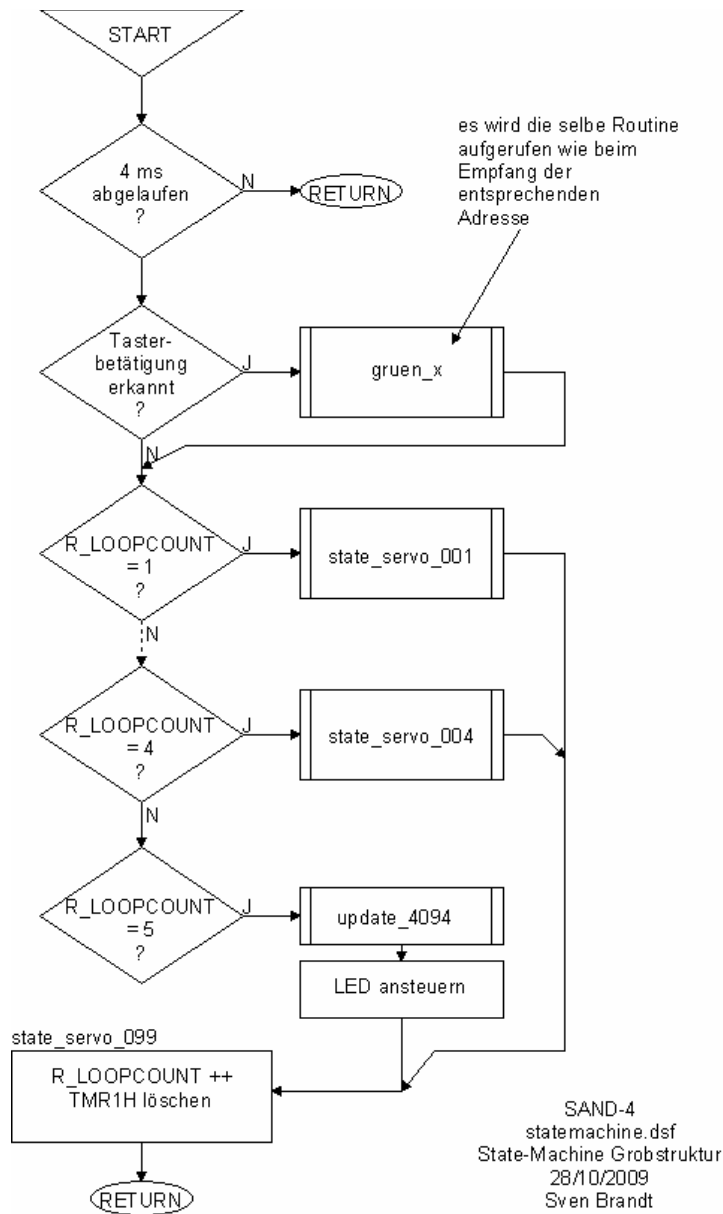 START
4 ms
abgelaufen
?
N
RETURN
es wird die selbe Routine
aufgerufen wie beim
Empfang der
entsprechenden
Adresse
Taster-
betätigung
erkannt
?
J
gruen_x
N
R_LOOPCOUNT
= 1
?
J
state_servo_001
N
R_LOOPCOUNT
= 4
?
J
state_servo_004
N
R_LOOPCOUNT
= 5
?
J
update_4094
LED ansteuern
state_servo_099
R_LOOPCOUNT ++
TMR1H löschen
RETURN
SAND-4
statemachine.dsf
State-Machine Grobstruktur
28/10/2009
Sven Brandt